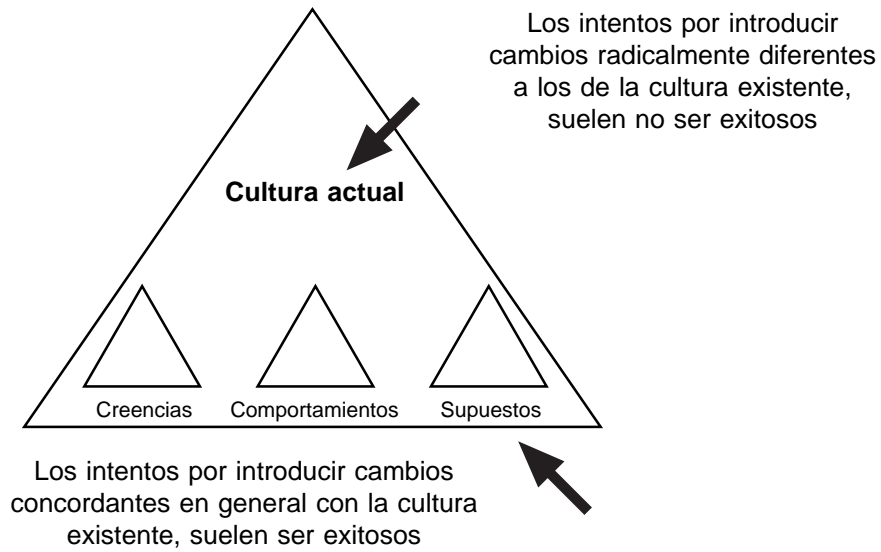 Los intentos por introducir
cambios radicalmente diferentes
a los de la cultura existente,
suelen no ser exitosos
Cultura actual
Creencias Comportamientos Supuestos
Los intentos por introducir cambios
concordantes en general con la cultura
existente, suelen ser exitosos